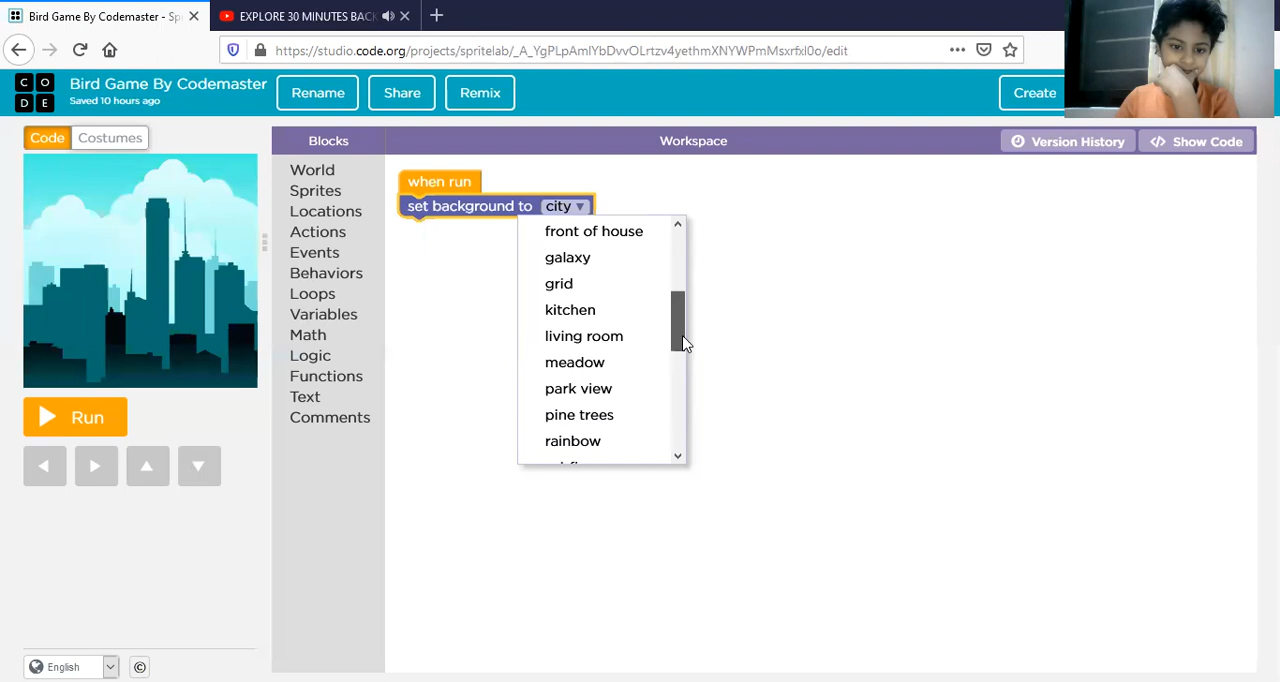 Bird Game By Codemaster - Sp
EXPLORE 30 MINUTES BACK
https://studio.code.org/projects/spritelab/_A_YgPLpAmlYbDvvOLrtzv4yethmXNYWPmMsxrfxl0o/edit
C O
D E
Bird Game By Codemaster
Saved 10 hours ago
Rename
Share
Remix
Create
Code
Costumes
Blocks
Workspace
Version History
Show Code
World
Sprites
Locations
Actions
Events
Behaviors
Loops
Variables
Math
Logic
Functions
Text
Comments
when run
set background to city
front of house
galaxy
grid
kitchen
living room
meadow
park view
pine trees
rainbow
Run
English
©